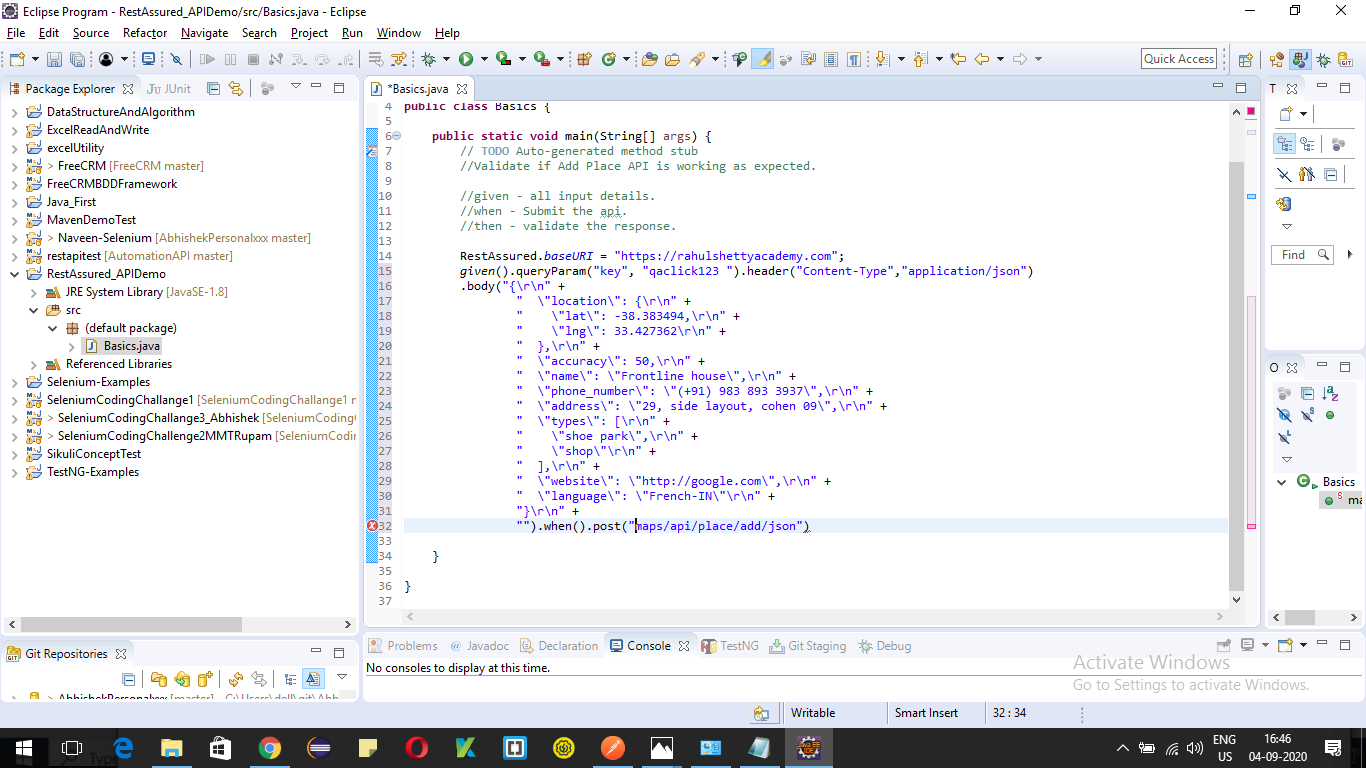 Eclipse Program - RestAssured_APIDemo/src/Basics.java - Eclipse
File Edit Source Refactor Navigate Search Project Run Window Help
Quick Access
Package Explorer JUnit
DataStructureAndAlgorithm
ExcelReadAndWrite
excelUtility
> FreeCRM [FreeCRM master]
FreeCRMBDDFramework
Java_First
MavenDemoTest
> Naveen-Selenium [AbhishekPersonalxxx master]
restapitest [AutomationAPI master]
RestAssured_APIDemo
JRE System Library [JavaSE-1.8]
src
(default package)
Basics.java
Referenced Libraries
Selenium-Examples
SeleniumCodingChallange1 [SeleniumCodingChallange1 r
> SeleniumCodingChallange3_Abhishek [SeleniumCoding
> SeleniumCodingChallenge2MMTRupam [SeleniumCodin
SikuliConceptTest
TestNG-Examples
Git Repositories
> AbhishekPersonalxxx [master] - C:\Users\dell\git\Abh
*Basics.java
4 public class Basics {
5
6 public static void main(String[] args) {
7 // TODO Auto-generated method stub
8 //Validate if Add Place API is working as expected.
9
10 //given - all input details.
11 //when - Submit the api.
12 //then - validate the response.
13
14 RestAssured.baseURI = "https://rahulshettyacademy.com";
15 given().queryParam("key", "qaclick123 ").header("Content-Type","application/json")
16 .body("{\r\n" +
17 "  \"location\": {\r\n" +
18 "    \"lat\": -38.383494,\r\n" +
19 "    \"lng\": 33.427362\r\n" +
20 "  },\r\n" +
21 "  \"accuracy\": 50,\r\n" +
22 "  \"name\": \"Frontline house\",\r\n" +
23 "  \"phone_number\": \"(+91) 983 893 3937\",\r\n" +
24 "  \"address\": \"29, side layout, cohen 09\",\r\n" +
25 "  \"types\": [\r\n" +
26 "    \"shoe park\",\r\n" +
27 "    \"shop\"\r\n" +
28 "  ],\r\n" +
29 "  \"website\": \"http://google.com\",\r\n" +
30 "  \"language\": \"French-IN\"\r\n" +
31 "}\r\n" +
32 "").when().post("maps/api/place/add/json")
33
34 }
35
36 }
37
T
Find
O
Basics
ma
Problems @ Javadoc Declaration Console TestNG Git Staging Debug
No consoles to display at this time.
Activate Windows
Go to Settings to activate Windows.
Writable Smart Insert 32 : 34
Type
ENG
US
16:46
04-09-2020